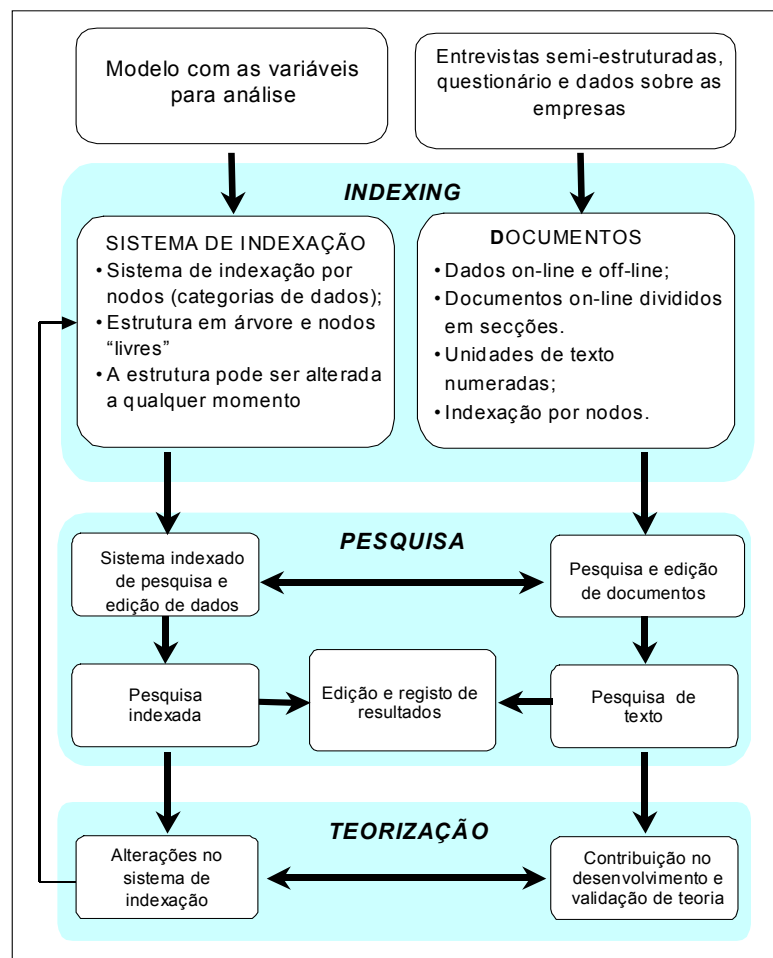 Modelo com as variáveis
para análise
Entrevistas semi-estruturadas,
questionário e dados sobre as
empresas
INDEXING
SISTEMA DE INDEXAÇÃO
• Sistema de indexação por
nodos (categorias de dados);
• Estrutura em árvore e nodos
“livres”
• A estrutura pode ser alterada
a qualquer momento
DOCUMENTOS
• Dados on-line e off-line;
• Documentos on-line divididos
em secções.
• Unidades de texto
numeradas;
• Indexação por nodos.
PESQUISA
Sistema indexado
de pesquisa e
edição de dados
Pesquisa e edição
de documentos
Pesquisa
indexada
Edição e registo de
resultados
Pesquisa de
texto
TEORIZAÇÃO
Alterações no
sistema de
indexação
Contribuição no
desenvolvimento e
validação de teoria